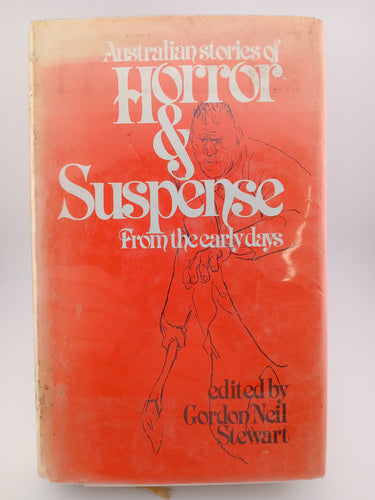 Australian stories of
Horror
&
Suspense
From the early days
edited by
Gordon Neil
Stewart